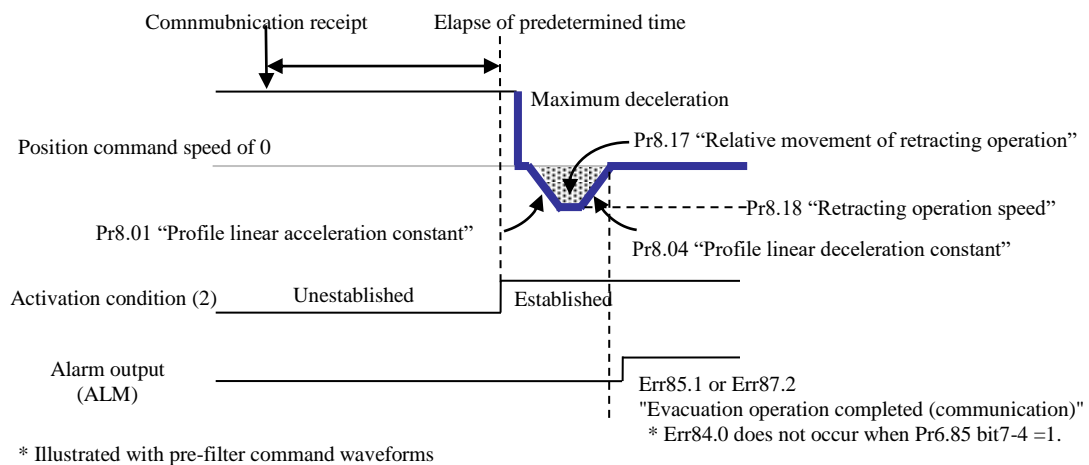 Comnmubnication receipt
Elapse of predetermined time
Maximum deceleration
Pr8.17 “Relative movement of retracting operation”
Position command speed of 0
Pr8.18 “Retracting operation speed”
Pr8.01 “Profile linear acceleration constant”
Pr8.04 “Profile linear deceleration constant”
Activation condition (2)
Unestablished
Established
Alarm output
(ALM)
Err85.1 or Err87.2
"Evacuation operation completed (communication)"
* Err84.0 does not occur when Pr6.85 bit7-4 =1.
* Illustrated with pre-filter command waveforms